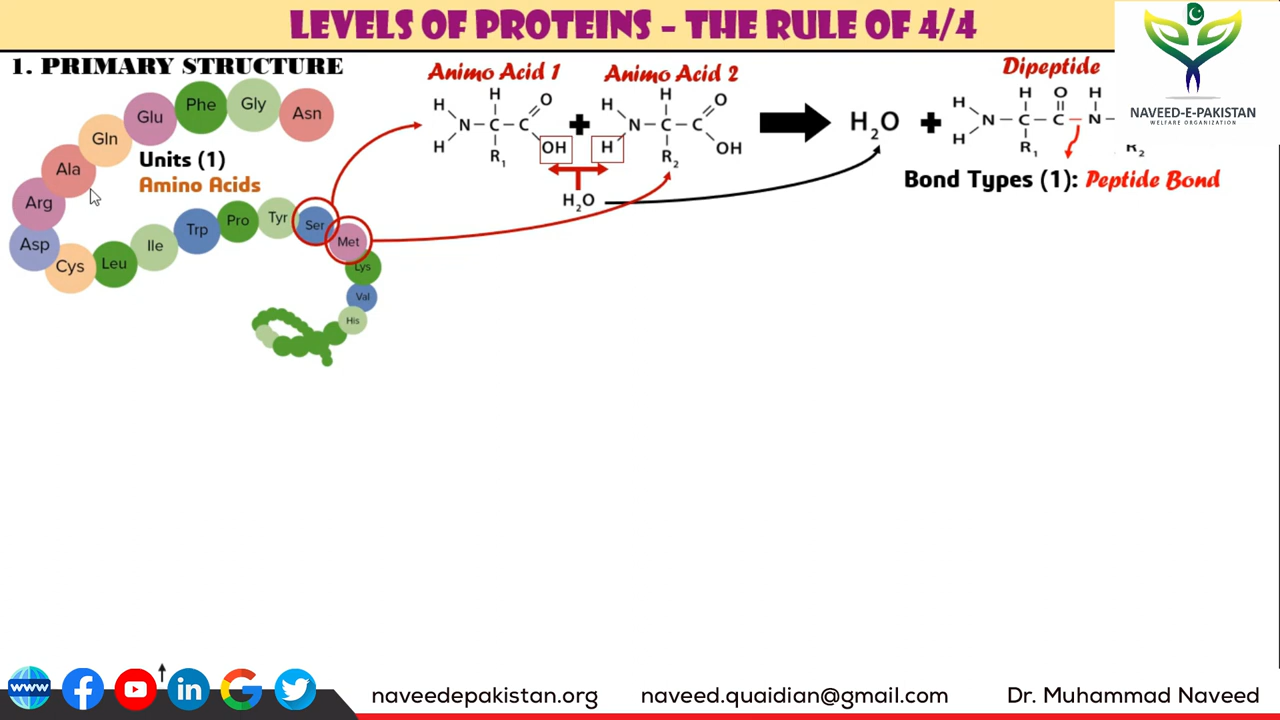 LEVELS OF PROTEINS – THE RULE OF 4/4
1. PRIMARY STRUCTURE
Asn
Gly
Phe
Glu
Gln
Ala
Arg
Asp
Cys
Leu
Ile
Trp
Pro
Tyr
Ser
Met
Lys
Val
His
Units (1)
Amino Acids
Animo Acid 1
H
H
N – C – C
H
R1
O
OH
+
Animo Acid 2
H
H
N – C – C
H
R2
O
OH
H2O
H2O
+
Dipeptide
H
H
N – C – C – N –
H
R1
O
H
R2
Bond Types (1): Peptide Bond
NAVEED-E-PAKISTAN
WELFARE ORGANIZATION
www
f
in
G
naveedepakistan.org
naveed.quaidian@gmail.com
Dr. Muhammad Naveed